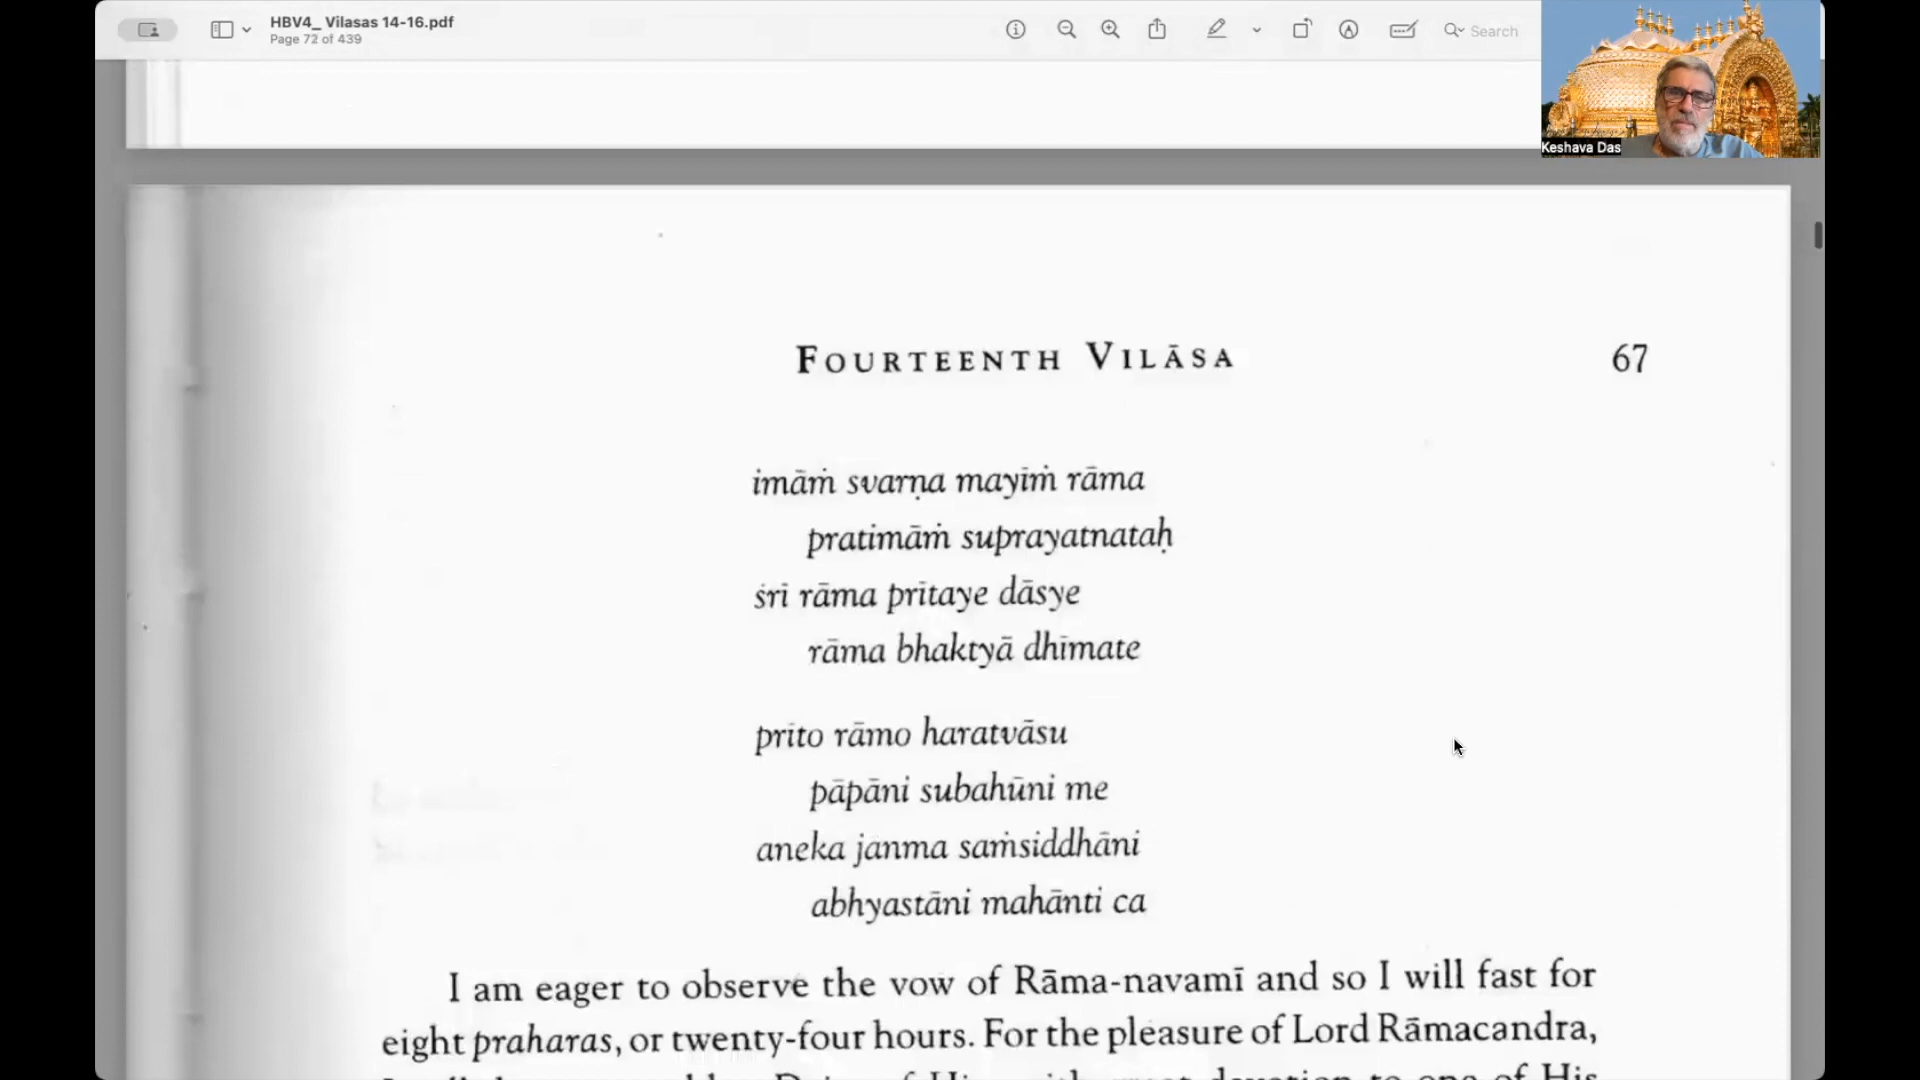 HBV4_ Vilasas 14-16.pdf
Page 72 of 439
Search
Keshava Das
FOURTEENTH VILĀSA 67
imāṁ svarṇa mayīṁ rāma
pratimāṁ suprayatnataḥ
śrī rāma prītaye dāsye
rāma bhaktyā dhīmate
prīto rāmo haratvāsu
pāpāni subahūni me
aneka janma saṁsiddhāni
abhyastāni mahānti ca
I am eager to observe the vow of Rāma-navamī and so I will fast for
eight praharas, or twenty-four hours. For the pleasure of Lord Rāmacandra,
of His